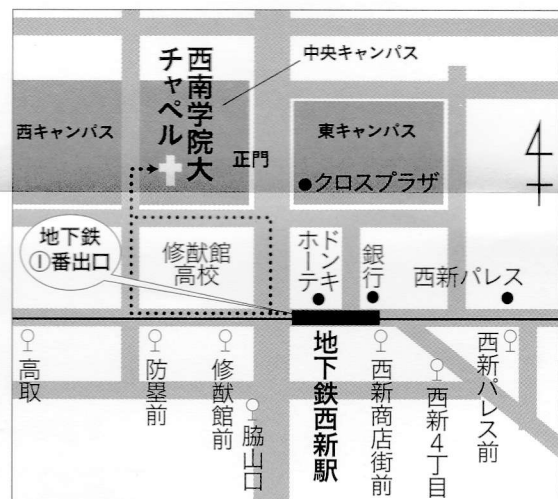 中央キャンパス
西南学院大
チャペル
西キャンパス
正門
東キャンパス
●クロスプラザ
地下鉄
①番出口
修猷館
高校
ドンキ
ホーテ
銀行
西新パレス
地下鉄西新駅
高取
防塁前
修猷館前
脇山口
西新商店街前
西新4丁目
西新パレス前